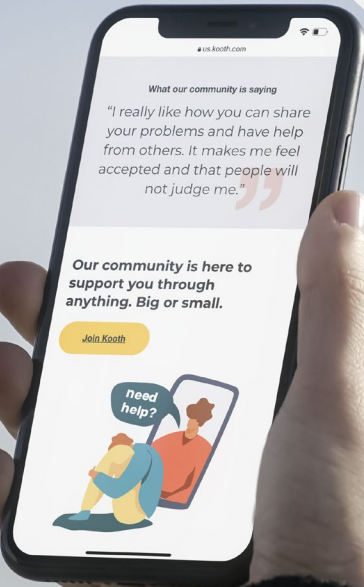 us.kooth.com
What our community is saying
“I really like how you can share
your problems and have help
from others. It makes me feel
accepted and that people will
not judge me.”
Our community is here to
support you through
anything. Big or small.
Join Kooth
need
help?